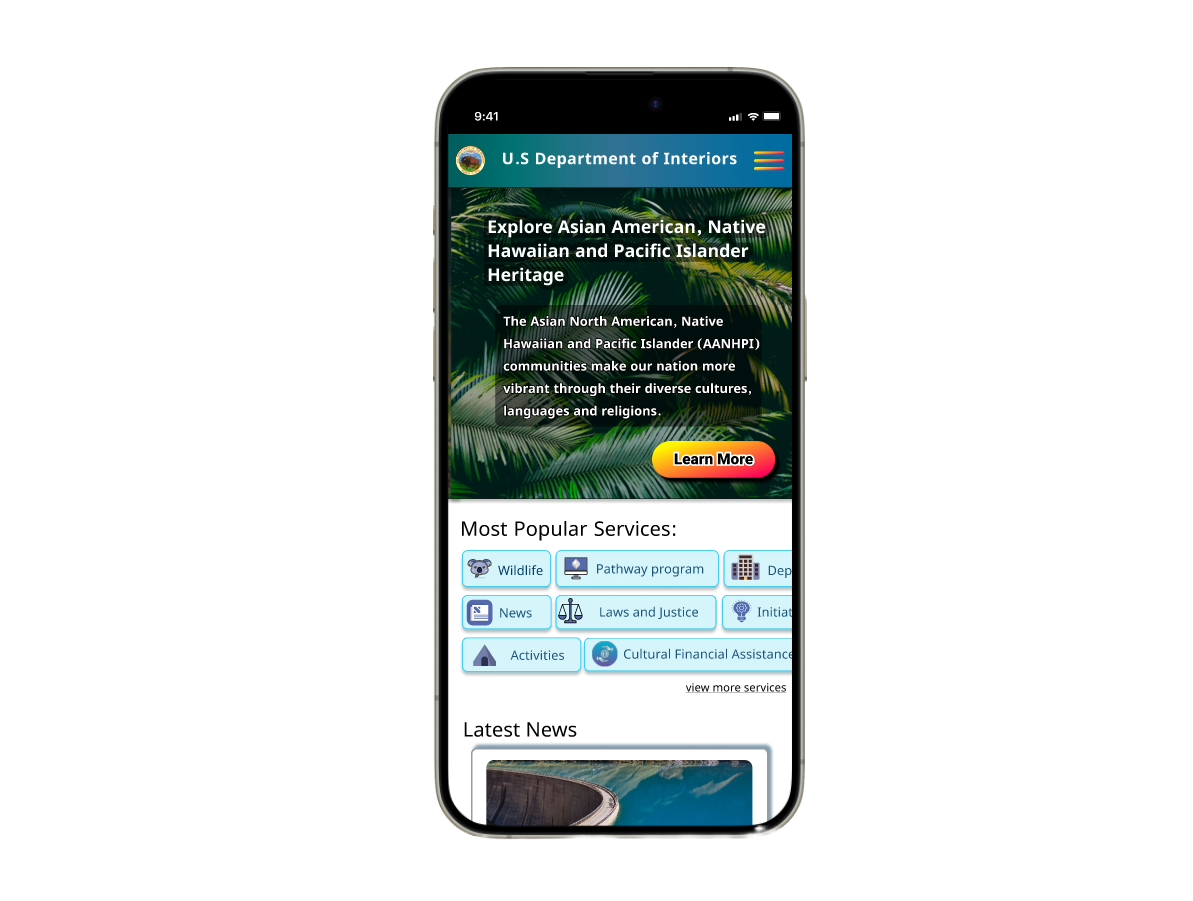 9:41
U.S Department of Interiors
Explore Asian American, Native
Hawaiian and Pacific Islander
Heritage
The Asian North American, Native
Hawaiian and Pacific Islander (AANHPI)
communities make our nation more
vibrant through their diverse cultures,
languages and religions.
Learn More
Most Popular Services:
Wildlife
Pathway program
Dep
News
Laws and Justice
Initiat
Activities
Cultural Financial Assistance
view more services
Latest News